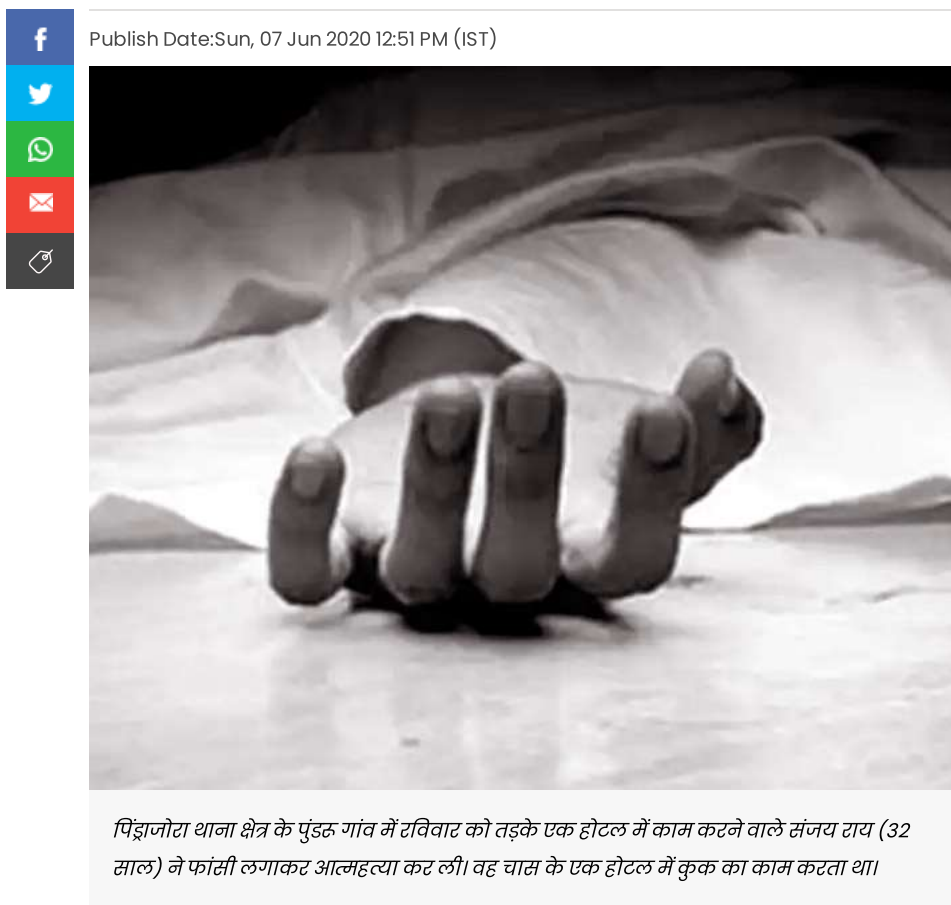 Publish Date:Sun, 07 Jun 2020 12:51 PM (IST)
पिंड्राजोरा थाना क्षेत्र के पुंडरू गांव में रविवार को तड़के एक होटल में काम करने वाले संजय राय (32
साल) ने फांसी लगाकर आत्महत्या कर ली। वह चास के एक होटल में कुक का काम करता था।